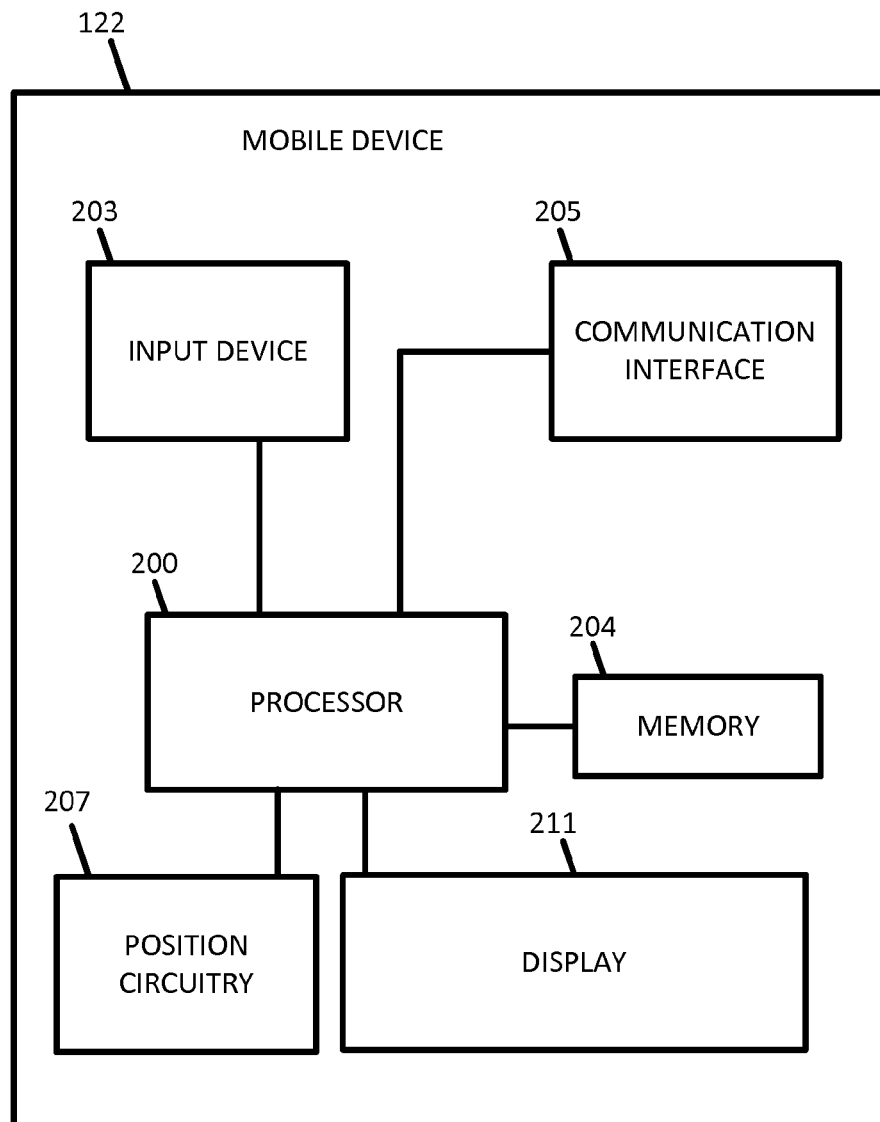 122
MOBILE DEVICE
203
205
INPUT DEVICE
COMMUNICATION
INTERFACE
200
204
PROCESSOR
MEMORY
207
211
POSITION
CIRCUITRY
DISPLAY